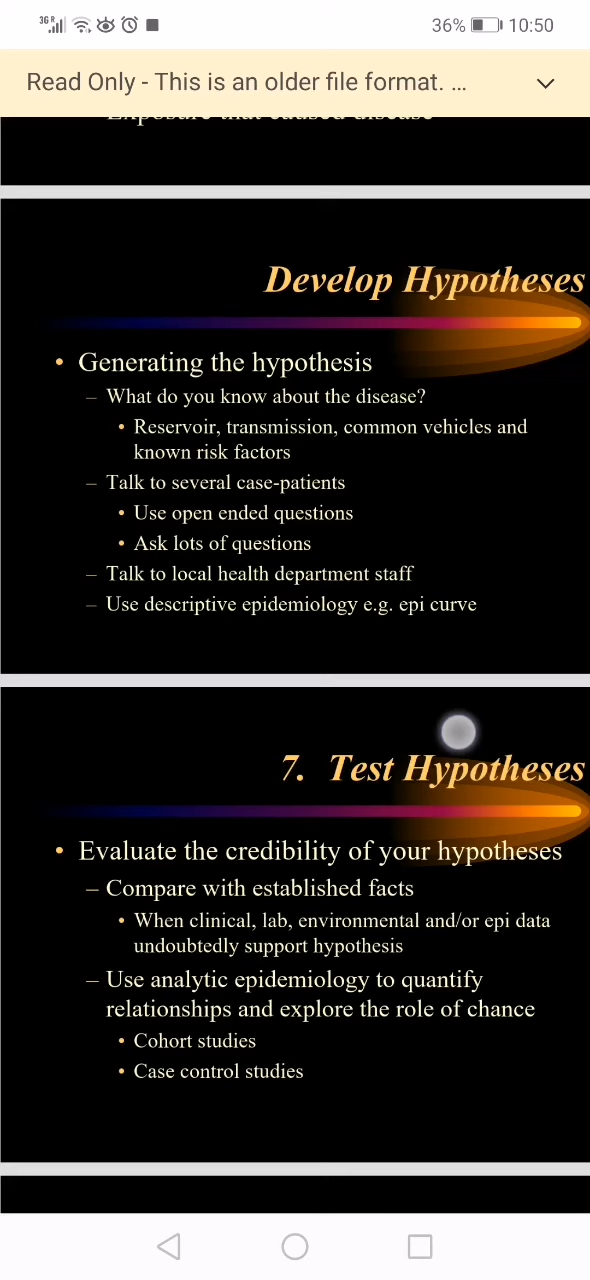 36% 10:50
Read Only - This is an older file format. ...
Exposure that caused disease
Develop Hypotheses
• Generating the hypothesis
– What do you know about the disease?
• Reservoir, transmission, common vehicles and
known risk factors
– Talk to several case-patients
• Use open ended questions
• Ask lots of questions
– Talk to local health department staff
– Use descriptive epidemiology e.g. epi curve
7. Test Hypotheses
• Evaluate the credibility of your hypotheses
– Compare with established facts
• When clinical, lab, environmental and/or epi data
undoubtedly support hypothesis
– Use analytic epidemiology to quantify
relationships and explore the role of chance
• Cohort studies
• Case control studies